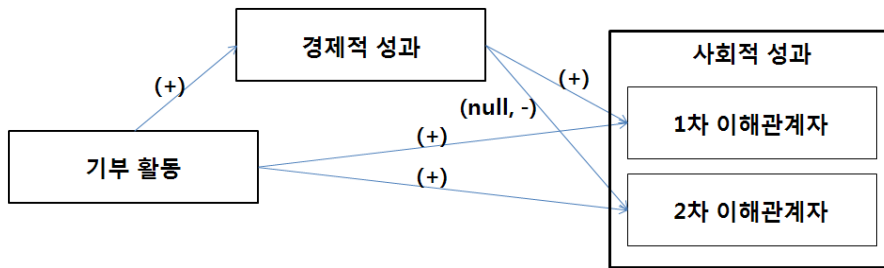 경제적 성과
사회적 성과
(+)
(+)
(null, -)
1차 이해관계자
(+)
기부 활동
(+)
2차 이해관계자